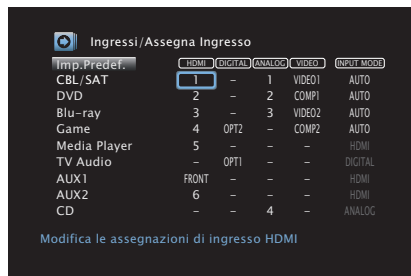 Ingressi/Assegna Ingresso
Imp.Predef. HDMI DIGITAL ANALOG VIDEO INPUT MODE
CBL/SAT 1 – 1 VIDEO1 AUTO
DVD 2 – 2 COMP1 AUTO
Blu-ray 3 – 3 VIDEO2 AUTO
Game 4 OPT2 – COMP2 AUTO
Media Player 5 – – – HDMI
TV Audio – OPT1 – – DIGITAL
AUX1 FRONT – – – HDMI
AUX2 6 – – – HDMI
CD – – 4 – ANALOG
Modifica le assegnazioni di ingresso HDMI